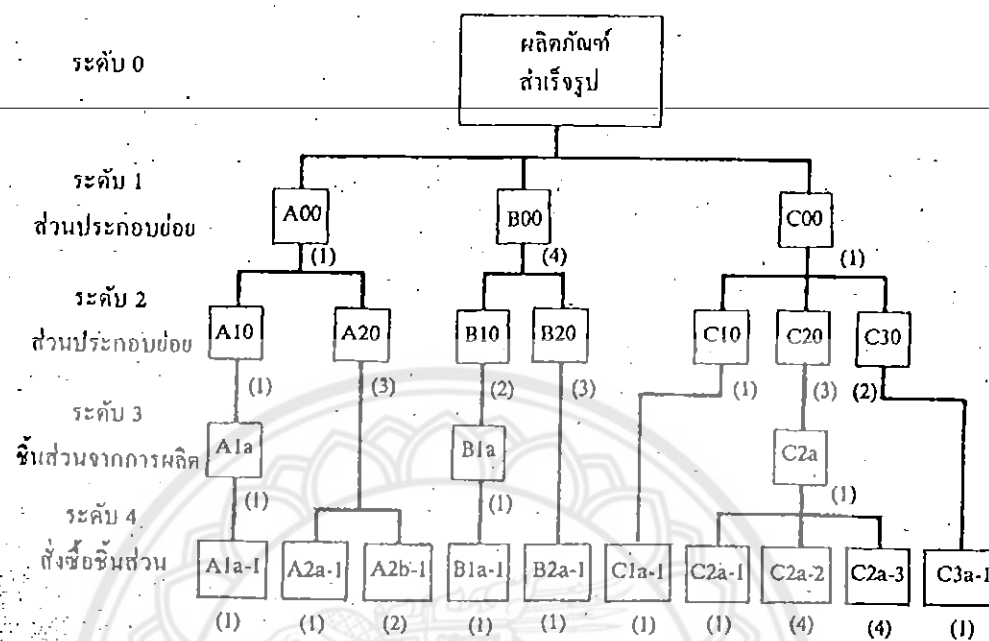 ระดับ 0
ผลิตภัณฑ์
สำเร็จรูป
ระดับ 1
ส่วนประกอบย่อย
A00
B00
C00
(1)
(4)
(1)
ระดับ 2
ส่วนประกอบย่อย
A10
A20
B10
B20
C10
C20
C30
(1)
(3)
(2)
(3)
(1)
(3)
(2)
ระดับ 3
ชิ้นส่วนจากการผลิต
A1a
B1a
C2a
(1)
(1)
(1)
ระดับ 4
สั่งซื้อชิ้นส่วน
A1a-1
A2a-1
A2b-1
B1a-1
B2a-1
C1a-1
C2a-1
C2a-2
C2a-3
C3a-1
(1)
(1)
(2)
(1)
(1)
(1)
(1)
(4)
(4)
(1)